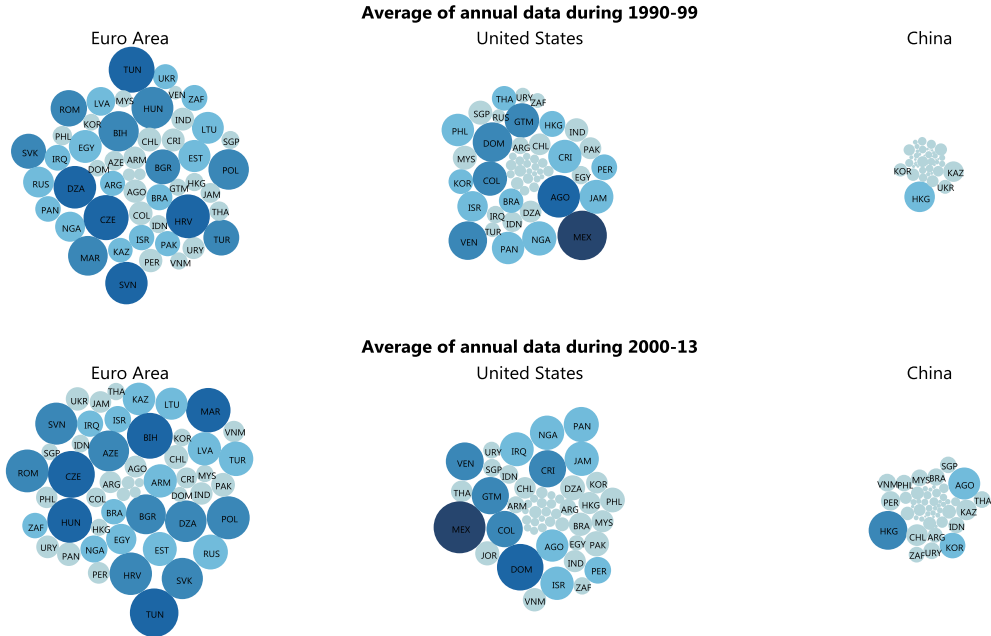 Average of annual data during 1990-99
Euro Area
United States
China
TUN
UKR
LVA
MYS
VEN
ZAF
ROM
HUN
KOR
IND
PHL
BIH
LTU
CHL
CRI
SGP
SVK
EGY
IRQ
AZE
ARM
EST
DOM
BGR
POL
RUS
DZA
ARG
GTM
HKG
AGO
BRA
JAM
PAN
COL
THA
CZE
HRV
NGA
IDN
ISR
TUR
KAZ
PAK
URY
MAR
PER
VNM
SVN
THA
URY
ZAF
SGP
RUS
GTM
HKG
PHL
IND
DOM
ARG
CHL
PAK
MYS
CRI
PER
KOR
COL
EGY
BRA
AGO
JAM
ISR
IRQ
DZA
IDN
TUR
VEN
PAN
NGA
MEX
KOR
KAZ
UKR
HKG
Average of annual data during 2000-13
Euro Area
United States
China
THA
UKR
JAM
KAZ
LTU
MAR
SVN
IRQ
ISR
VNM
IDN
BIH
KOR
SGP
AZE
LVA
CHL
TUR
ROM
CZE
AGO
ARG
ARM
CRI
MYS
PAK
PHL
COL
DOM
IND
ZAF
HUN
BRA
BGR
DZA
POL
HKG
URY
PAN
NGA
EGY
EST
RUS
PER
HRV
SVK
TUN
PAN
NGA
URY
IRQ
VEN
SGP
CRI
JAM
IDN
THA
GTM
CHL
DZA
KOR
ARM
ARG
HKG
PHL
MEX
COL
BRA
MYS
JOR
AGO
EGY
PAK
DOM
IND
PER
ISR
ZAF
VNM
SGP
VNM
PHL
MYS
BRA
AGO
PER
THA
KAZ
HKG
IDN
CHL
ARG
KOR
ZAF
URY